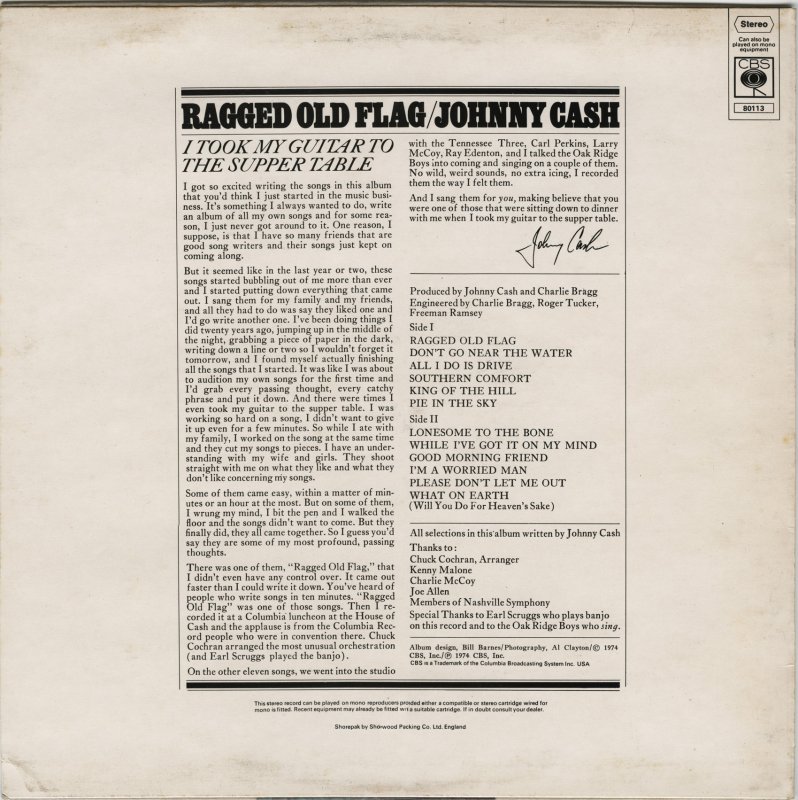 Stereo
Can also be
played on mono
equipment
CBS
80113
RAGGED OLD FLAG/JOHNNY CASH
I TOOK MY GUITAR TO
THE SUPPER TABLE
I got so excited writing the songs in this album
that you'd think I just started in the music busi-
ness. It's something I always wanted to do, write
an album of all my own songs and for some rea-
son, I just never got around to it. One reason, I
suppose, is that I have so many friends that are
good song writers and their songs just kept on
coming along.
But it seemed like in the last year or two, these
songs started bubbling out of me more than ever
and I started putting down everything that came
out. I sang them for my family and my friends,
and all they had to do was say they liked one and
I'd go write another one. I've been doing things I
did twenty years ago, jumping up in the middle of
the night, grabbing a piece of paper in the dark,
writing down a line or two so I wouldn't forget it
tomorrow, and I found myself actually finishing
all the songs that I started. It was like I was about
to audition my own songs for the first time and
I'd grab every passing thought, every catchy
phrase and put it down. And there were times I
even took my guitar to the supper table. I was
working so hard on a song, I didn't want to give
it up even for a few minutes. So while I ate with
my family, I worked on the song at the same time
and they cut my songs to pieces. I have an under-
standing with my wife and girls. They shoot
straight with me on what they like and what they
don't like concerning my songs.
Some of them came easy, within a matter of min-
utes or an hour at the most. But on some of them,
I wrung my mind, I bit the pen and I walked the
floor and the songs didn't want to come. But they
finally did, they all came together. So I guess you'd
say they are some of my most profound, passing
thoughts.
There was one of them, "Ragged Old Flag," that
I didn't even have any control over. It came out
faster than I could write it down. You've heard of
people who write songs in ten minutes. "Ragged
Old Flag" was one of those songs. Then I re-
corded it at a Columbia luncheon at the House of
Cash and the applause is from the Columbia Rec-
ord people who were in convention there. Chuck
Cochran arranged the most unusual orchestration
(and Earl Scruggs played the banjo).
On the other eleven songs, we went into the studio
with the Tennessee Three, Carl Perkins, Larry
McCoy, Ray Edenton, and I talked the Oak Ridge
Boys into coming and singing on a couple of them.
No wild, weird sounds, no extra icing, I recorded
them the way I felt them.
And I sang them for you, making believe that you
were one of those that were sitting down to dinner
with me when I took my guitar to the supper table.
Johnny Cash
Produced by Johnny Cash and Charlie Bragg
Engineered by Charlie Bragg, Roger Tucker,
Freeman Ramsey
Side I
RAGGED OLD FLAG
DON'T GO NEAR THE WATER
ALL I DO IS DRIVE
SOUTHERN COMFORT
KING OF THE HILL
PIE IN THE SKY
Side II
LONESOME TO THE BONE
WHILE I'VE GOT IT ON MY MIND
GOOD MORNING FRIEND
I'M A WORRIED MAN
PLEASE DON'T LET ME OUT
WHAT ON EARTH
(Will You Do For Heaven's Sake)
All selections in this album written by Johnny Cash
Thanks to:
Chuck Cochran, Arranger
Kenny Malone
Charlie McCoy
Joe Allen
Members of Nashville Symphony
Special Thanks to Earl Scruggs who plays banjo
on this record and to the Oak Ridge Boys who sing.
Album design, Bill Barnes/Photography, Al Clayton/© 1974
CBS, Inc./℗ 1974 CBS, Inc.
CBS is a Trademark of the Columbia Broadcasting System Inc. USA
This stereo record can be played on mono reproducers provided either a compatible or stereo cartridge wired for
mono is fitted. Recent equipment may already be fitted with a suitable cartridge. If in doubt consult your dealer.
Shorepak by Shorwood Packing Co. Ltd. England